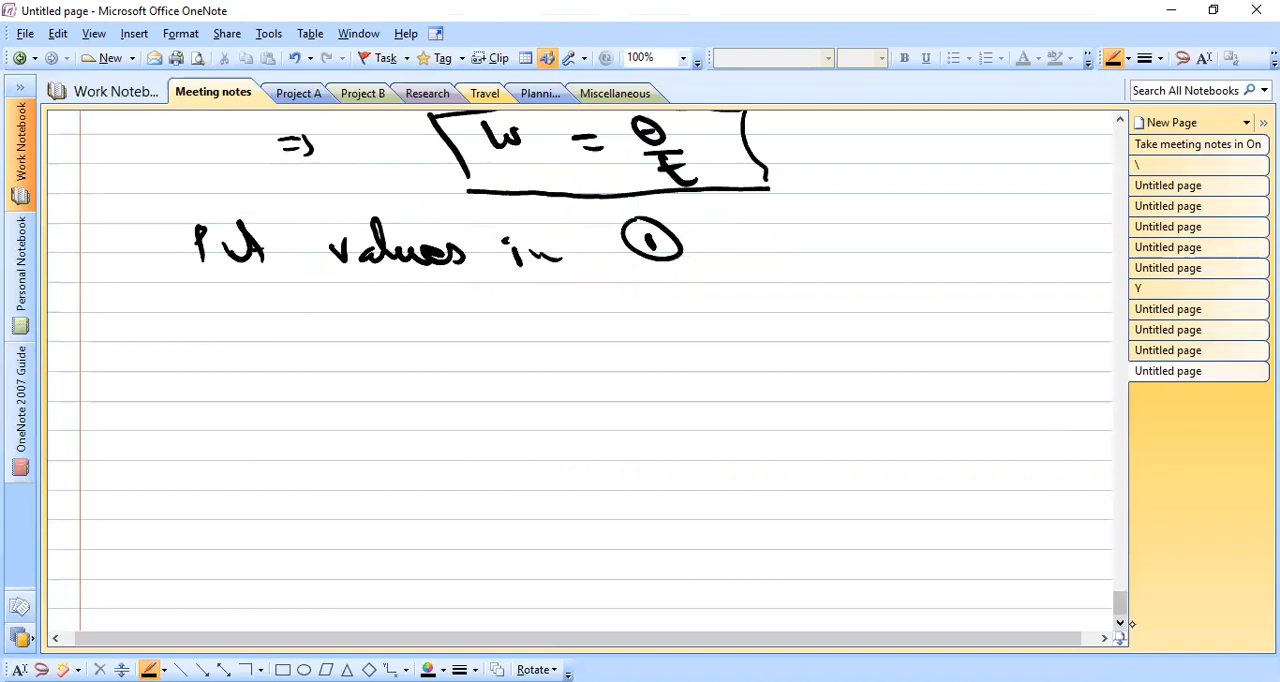 Untitled page - Microsoft Office OneNote
File Edit View Insert Format Share Tools Table Window Help
New Task Tag Clip 100% B U A
Work Noteb... Meeting notes Project A Project B Research Travel Planni... Miscellaneous Search All Notebooks
New Page
Take meeting notes in On
\
Untitled page
Untitled page
Untitled page
Untitled page
Untitled page
Y
Untitled page
Untitled page
Untitled page
Untitled page
Work Notebook
Personal Notebook
OneNote 2007 Guide
=> W = θ/t
Put values in ①
Rotate